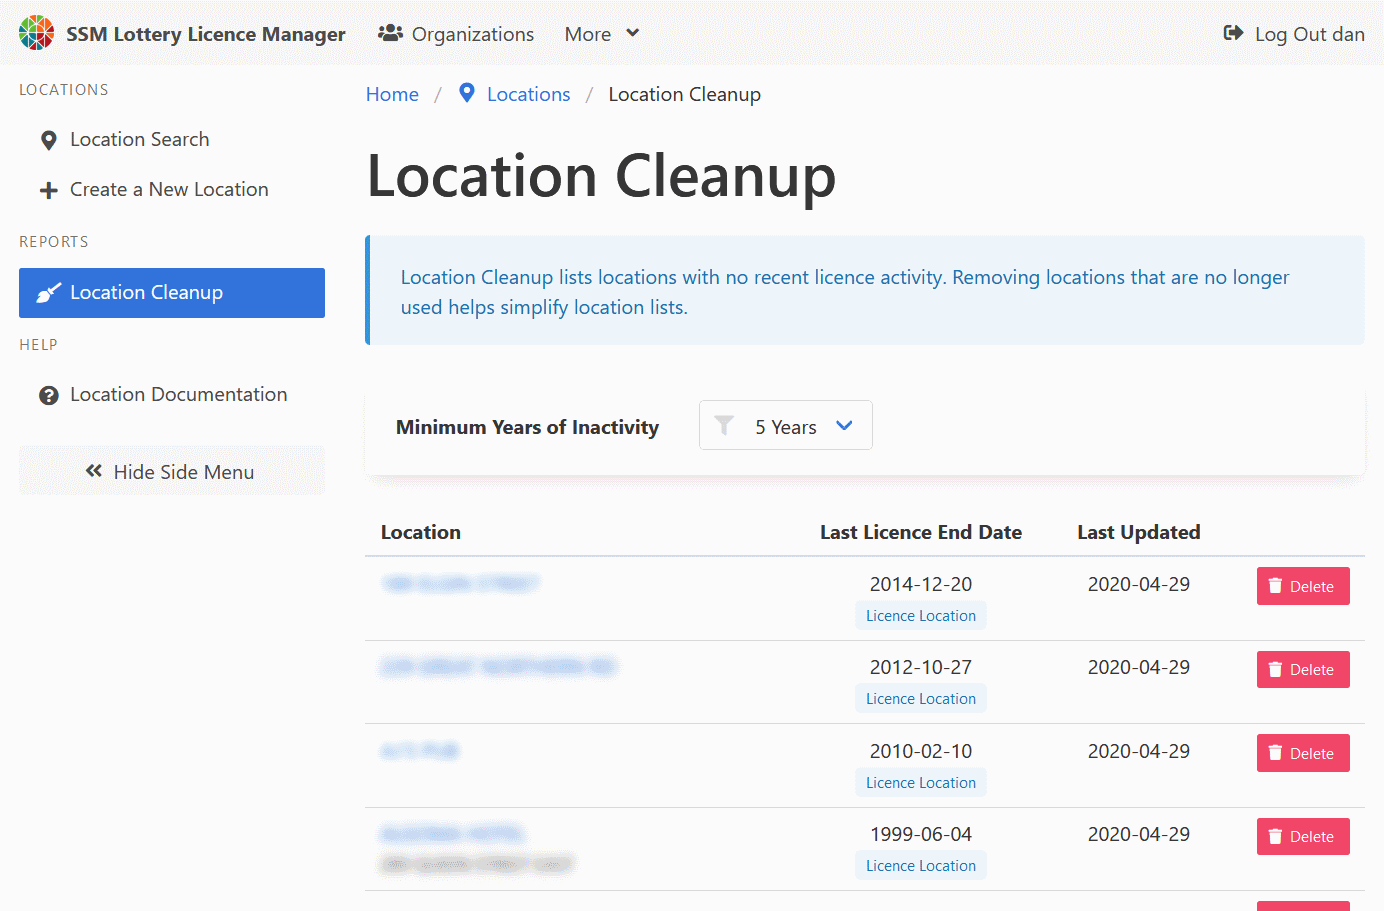 SSM Lottery Licence Manager Organizations More Log Out dan
LOCATIONS
Location Search
Create a New Location
REPORTS
Location Cleanup
HELP
Location Documentation
Hide Side Menu
Home / Locations / Location Cleanup
Location Cleanup
Location Cleanup lists locations with no recent licence activity. Removing locations that are no longer
used helps simplify location lists.
Minimum Years of Inactivity 5 Years
Location Last Licence End Date Last Updated
2014-12-20 2020-04-29 Delete
Licence Location
2012-10-27 2020-04-29 Delete
Licence Location
2010-02-10 2020-04-29 Delete
Licence Location
1999-06-04 2020-04-29 Delete
Licence Location